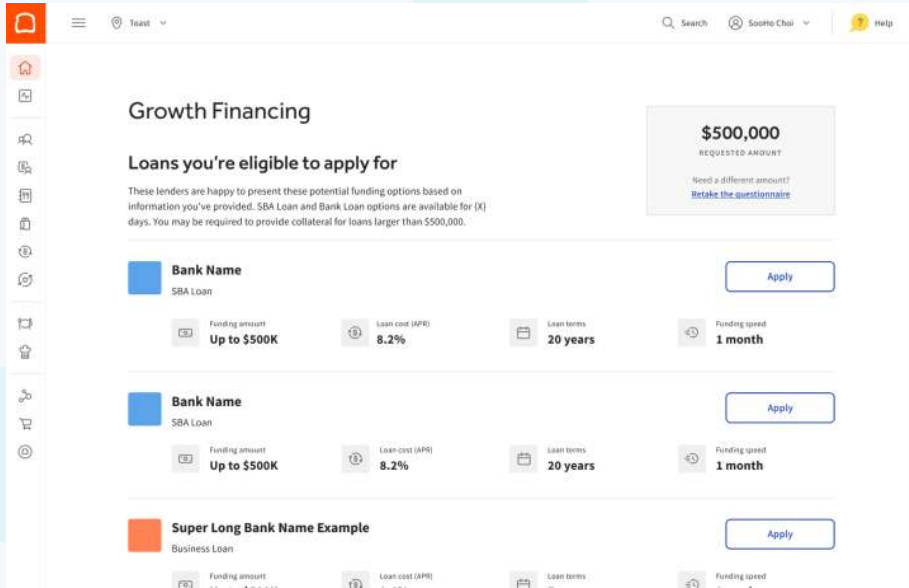 Toast
Search
SooHo Choi
? Help
Growth Financing
$500,000
REQUESTED AMOUNT
Need a different amount?
Retake the questionnaire
Loans you're eligible to apply for
These lenders are happy to present these potential funding options based on
information you've provided. SBA Loan and Bank Loan options are available for {X}
days. You may be required to provide collateral for loans larger than $500,000.
Bank Name
SBA Loan
Apply
Funding amount
Up to $500K
Loan cost (APR)
8.2%
Loan terms
20 years
Funding speed
1 month
Bank Name
SBA Loan
Apply
Funding amount
Up to $500K
Loan cost (APR)
8.2%
Loan terms
20 years
Funding speed
1 month
Super Long Bank Name Example
Business Loan
Apply
Funding amount
Loan cost (APR)
Loan terms
Funding speed